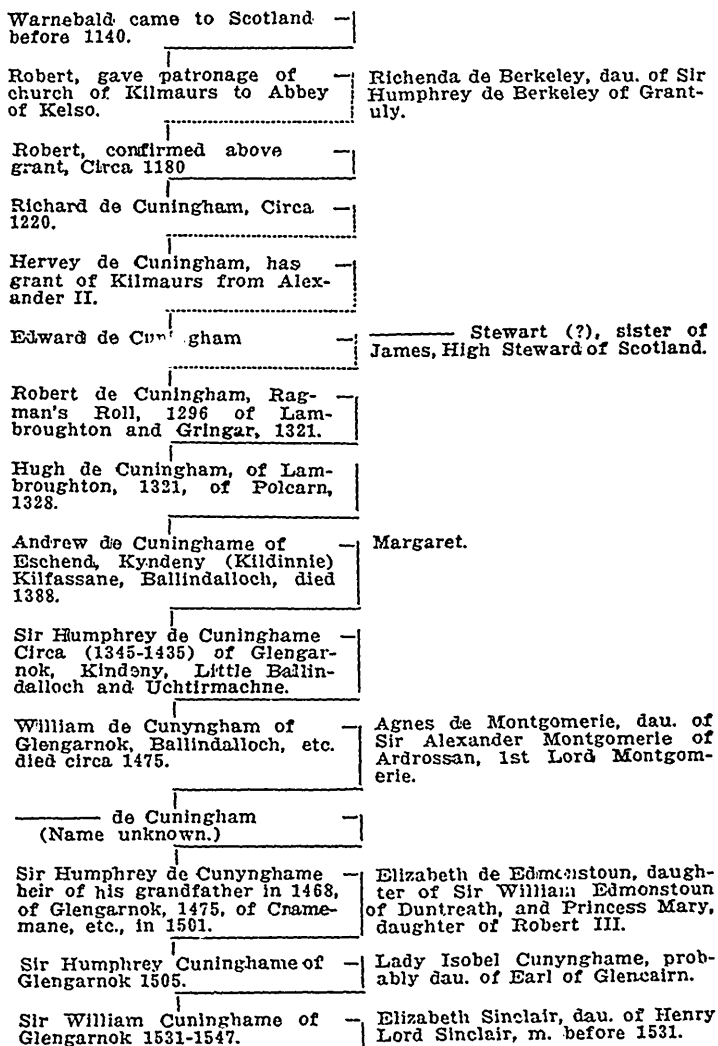 Warnebald came to Scotland
before 1140.
Robert, gave patronage of
church of Kilmaurs to Abbey
of Kelso.
Richenda de Berkeley, dau. of Sir
Humphrey de Berkeley of Grant-
uly.
Robert, confirmed above
grant, Circa 1180
Richard de Cuningham, Circa
1220.
Hervey de Cuningham, has
grant of Kilmaurs from Alex-
ander II.
Edward de Cuningham
——— Stewart (?), sister of
James, High Steward of Scotland.
Robert de Cuningham, Rag-
man's Roll, 1296 of Lam-
broughton and Gringar, 1321.
Hugh de Cuningham, of Lam-
broughton, 1321, of Polcarn,
1328.
Andrew de Cuninghame of
Eschend, Kyndeny (Kildinnie)
Kilfassane, Ballindalloch, died
1388.
Margaret.
Sir Humphrey de Cuninghame
Circa (1345-1435) of Glengar-
nok, Kindeny, Little Ballin-
dalloch and Uchtirmachne.
William de Cunyngham of
Glengarnok, Ballindalloch, etc.
died circa 1475.
Agnes de Montgomerie, dau. of
Sir Alexander Montgomerie of
Ardrossan, 1st Lord Montgom-
erie.
——— de Cuningham
(Name unknown.)
Sir Humphrey de Cunynghame
heir of his grandfather in 1468,
of Glengarnok, 1475, of Cname-
mane, etc., in 1501.
Elizabeth de Edmonstoun, daugh-
ter of Sir William Edmonstoun
of Duntreath, and Princess Mary,
daughter of Robert III.
Sir Humphrey Cuninghame of
Glengarnok 1505.
Lady Isobel Cunynghame, prob-
ably dau. of Earl of Glencairn.
Sir William Cuninghame of
Glengarnok 1531-1547.
Elizabeth Sinclair, dau. of Henry
Lord Sinclair, m. before 1531.